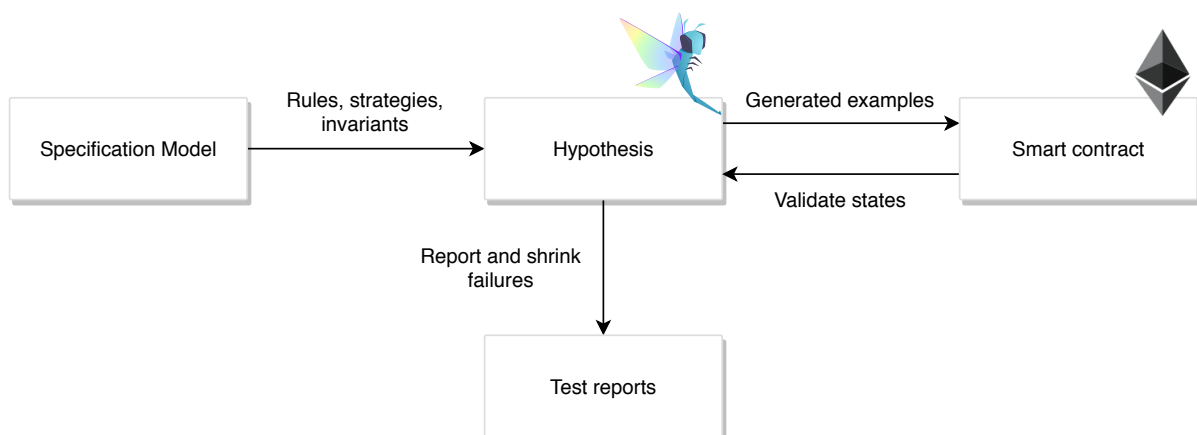 Rules, strategies,
invariants
Generated examples
Specification Model
Hypothesis
Smart contract
Validate states
Report and shrink
failures
Test reports